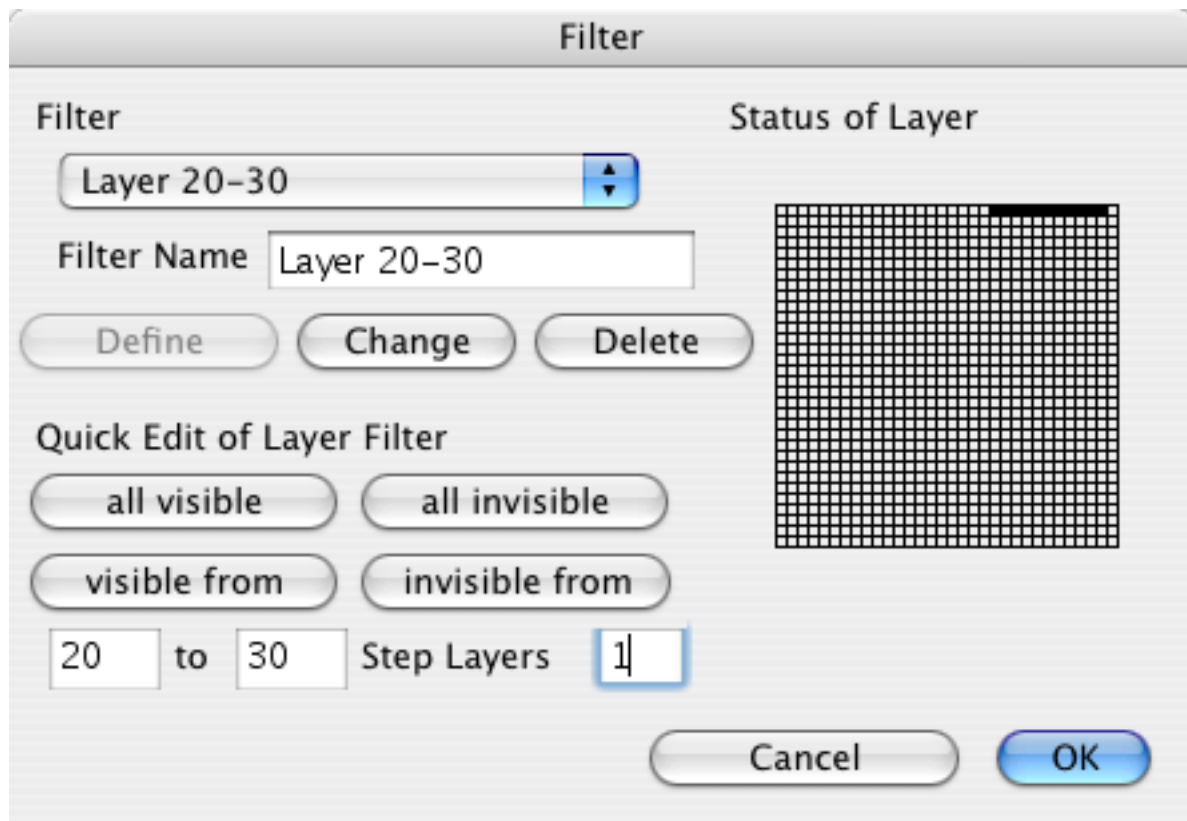 Filter
Filter
Status of Layer
Layer 20–30
Filter Name Layer 20–30
Define Change Delete
Quick Edit of Layer Filter
all visible all invisible
visible from invisible from
20 to 30 Step Layers 1
Cancel OK